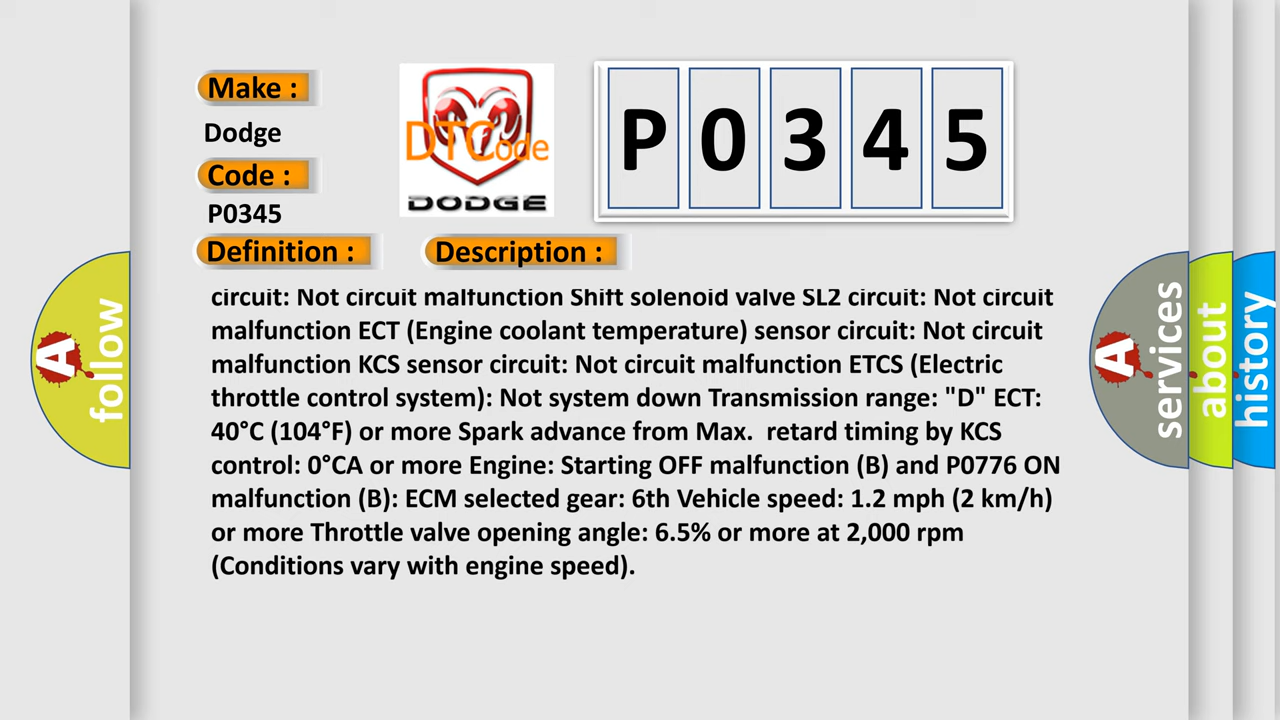 Make :
Dodge
Code :
P0345
DTCode
DODGE
P0345
Definition :
Description :
circuit: Not circuit malfunction Shift solenoid valve SL2 circuit: Not circuit
malfunction ECT (Engine coolant temperature) sensor circuit: Not circuit
malfunction KCS sensor circuit: Not circuit malfunction ETCS (Electric
throttle control system): Not system down Transmission range: "D" ECT:
40°C (104°F) or more Spark advance from Max. retard timing by KCS
control: 0°CA or more Engine: Starting OFF malfunction (B) and P0776 ON
malfunction (B): ECM selected gear: 6th Vehicle speed: 1.2 mph (2 km/h)
or more Throttle valve opening angle: 6.5% or more at 2,000 rpm
(Conditions vary with engine speed).
A
follow
A
services
about
history